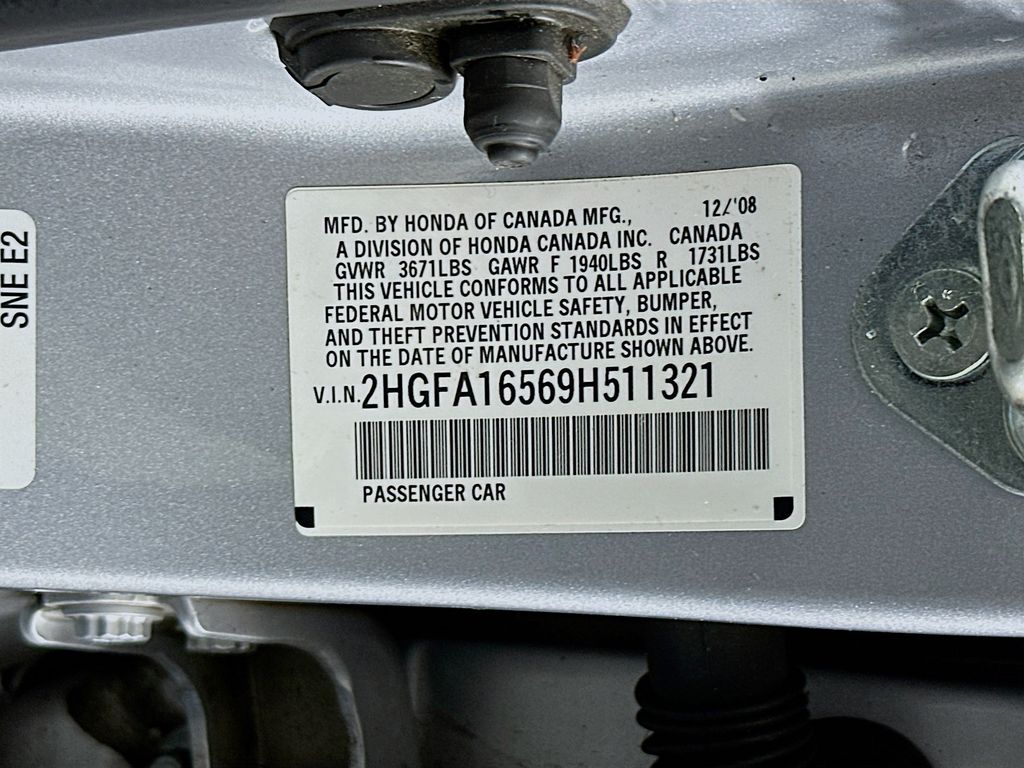 SNE E2
MFD. BY HONDA OF CANADA MFG., 12/'08
A DIVISION OF HONDA CANADA INC. CANADA
GVWR 3671LBS GAWR F 1940LBS R 1731LBS
THIS VEHICLE CONFORMS TO ALL APPLICABLE
FEDERAL MOTOR VEHICLE SAFETY, BUMPER,
AND THEFT PREVENTION STANDARDS IN EFFECT
ON THE DATE OF MANUFACTURE SHOWN ABOVE.
V.I.N. 2HGFA16569H511321
PASSENGER CAR